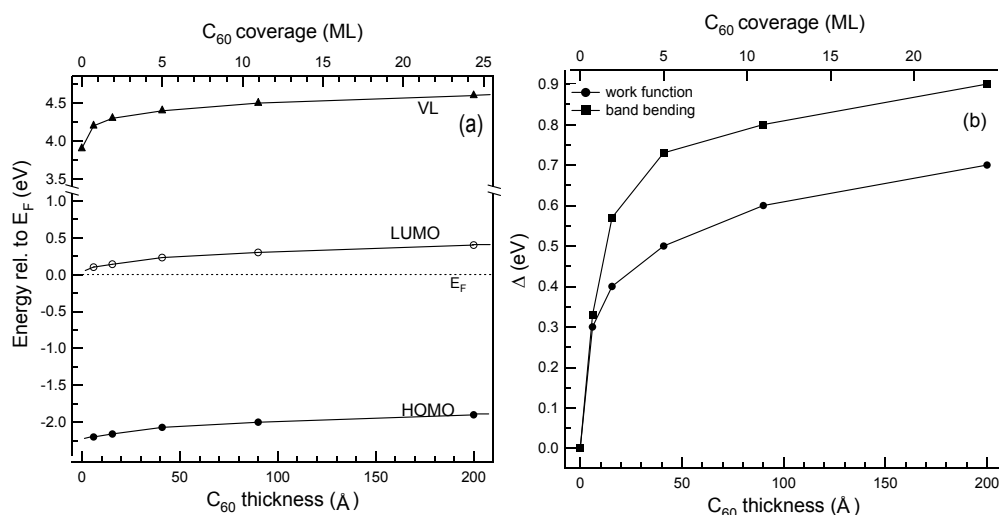 C60 coverage (ML)
0 5 10 15 20 25
4.5
4.0
3.5
1.0
0.5
0.0
-0.5
-1.0
-1.5
-2.0
Energy rel. to EF (eV)
VL
(a)
LUMO
EF
HOMO
0 50 100 150 200
C60 thickness (Å)
C60 coverage (ML)
0 5 10 15 20
0.9
0.8
0.7
0.6
0.5
0.4
0.3
0.2
0.1
0.0
Δ (eV)
work function
band bending
(b)
0 50 100 150 200
C60 thickness (Å)